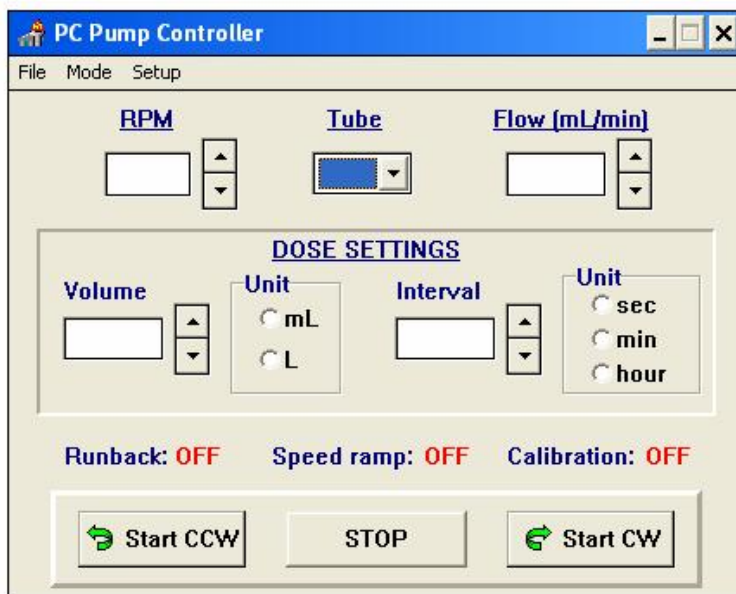 PC Pump Controller
File Mode Setup
RPM Tube Flow (mL/min)
DOSE SETTINGS
Volume Unit Interval Unit
mL sec
L min
hour
Runback: OFF Speed ramp: OFF Calibration: OFF
Start CCW STOP Start CW